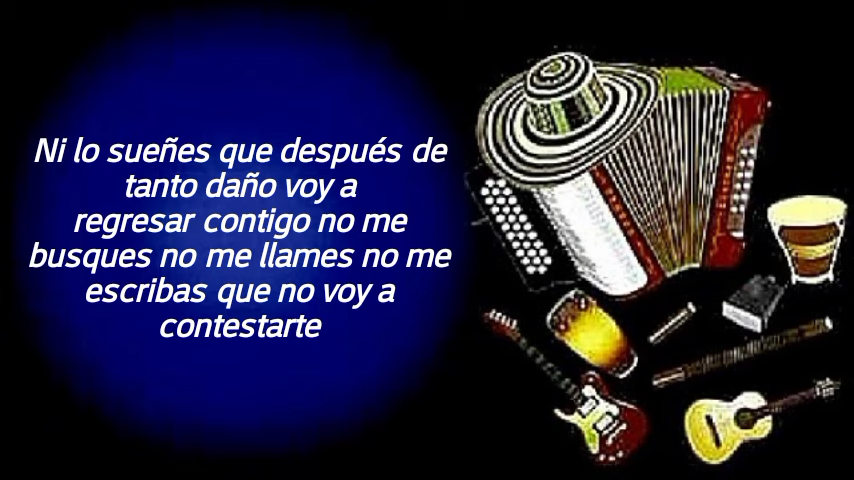 Ni lo sueñes que después de
tanto daño voy a
regresar contigo no me
busques no me llames no me
escribas que no voy a
contestarte